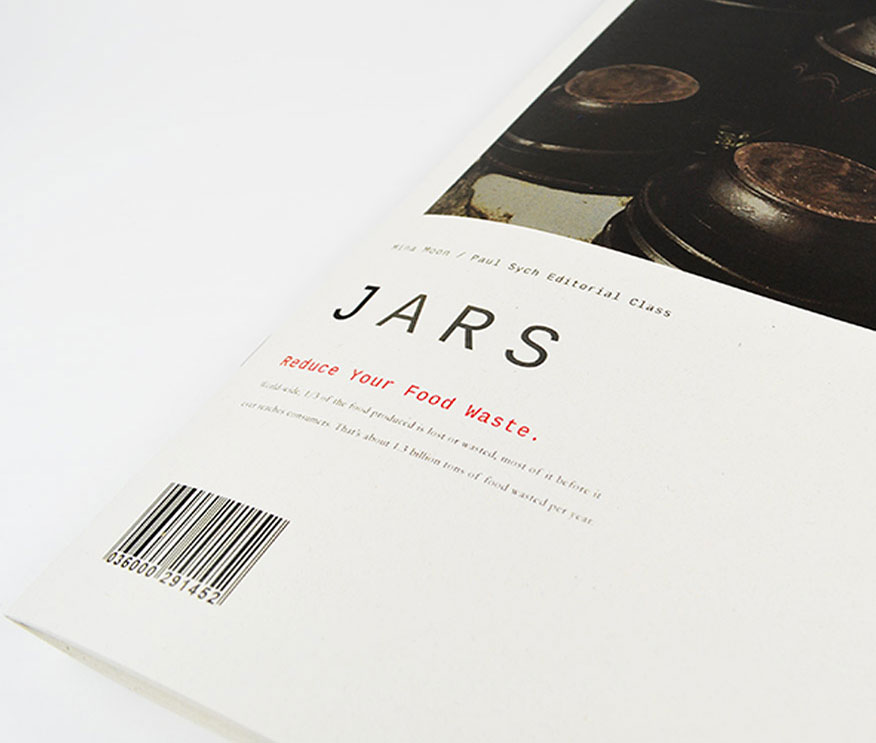 Mina Moon / Paul Sych Editorial Class
JARS
Reduce Your Food Waste.
World-wide, 1/3 of the food produced is lost or wasted, most of it before it
ever reaches consumers. That's about 1.3 billion tons of food wasted per year.
036000 291452